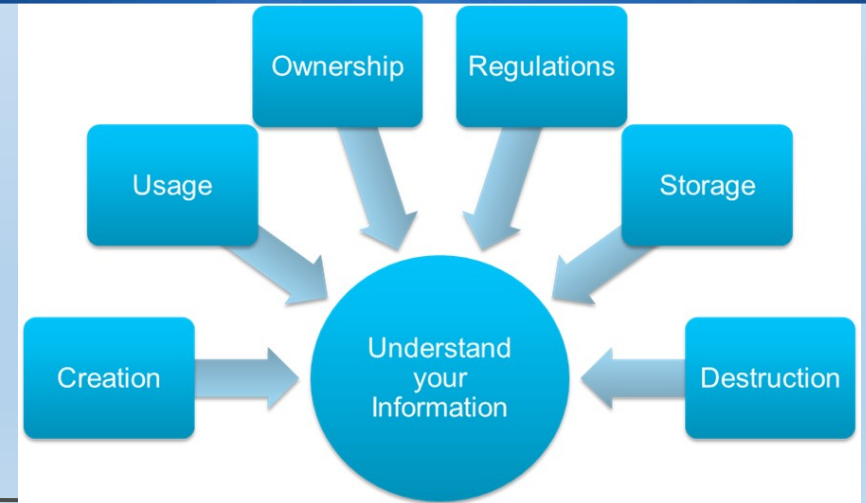 Ownership
Regulations
Usage
Storage
Creation
Understand
your
Information
Destruction